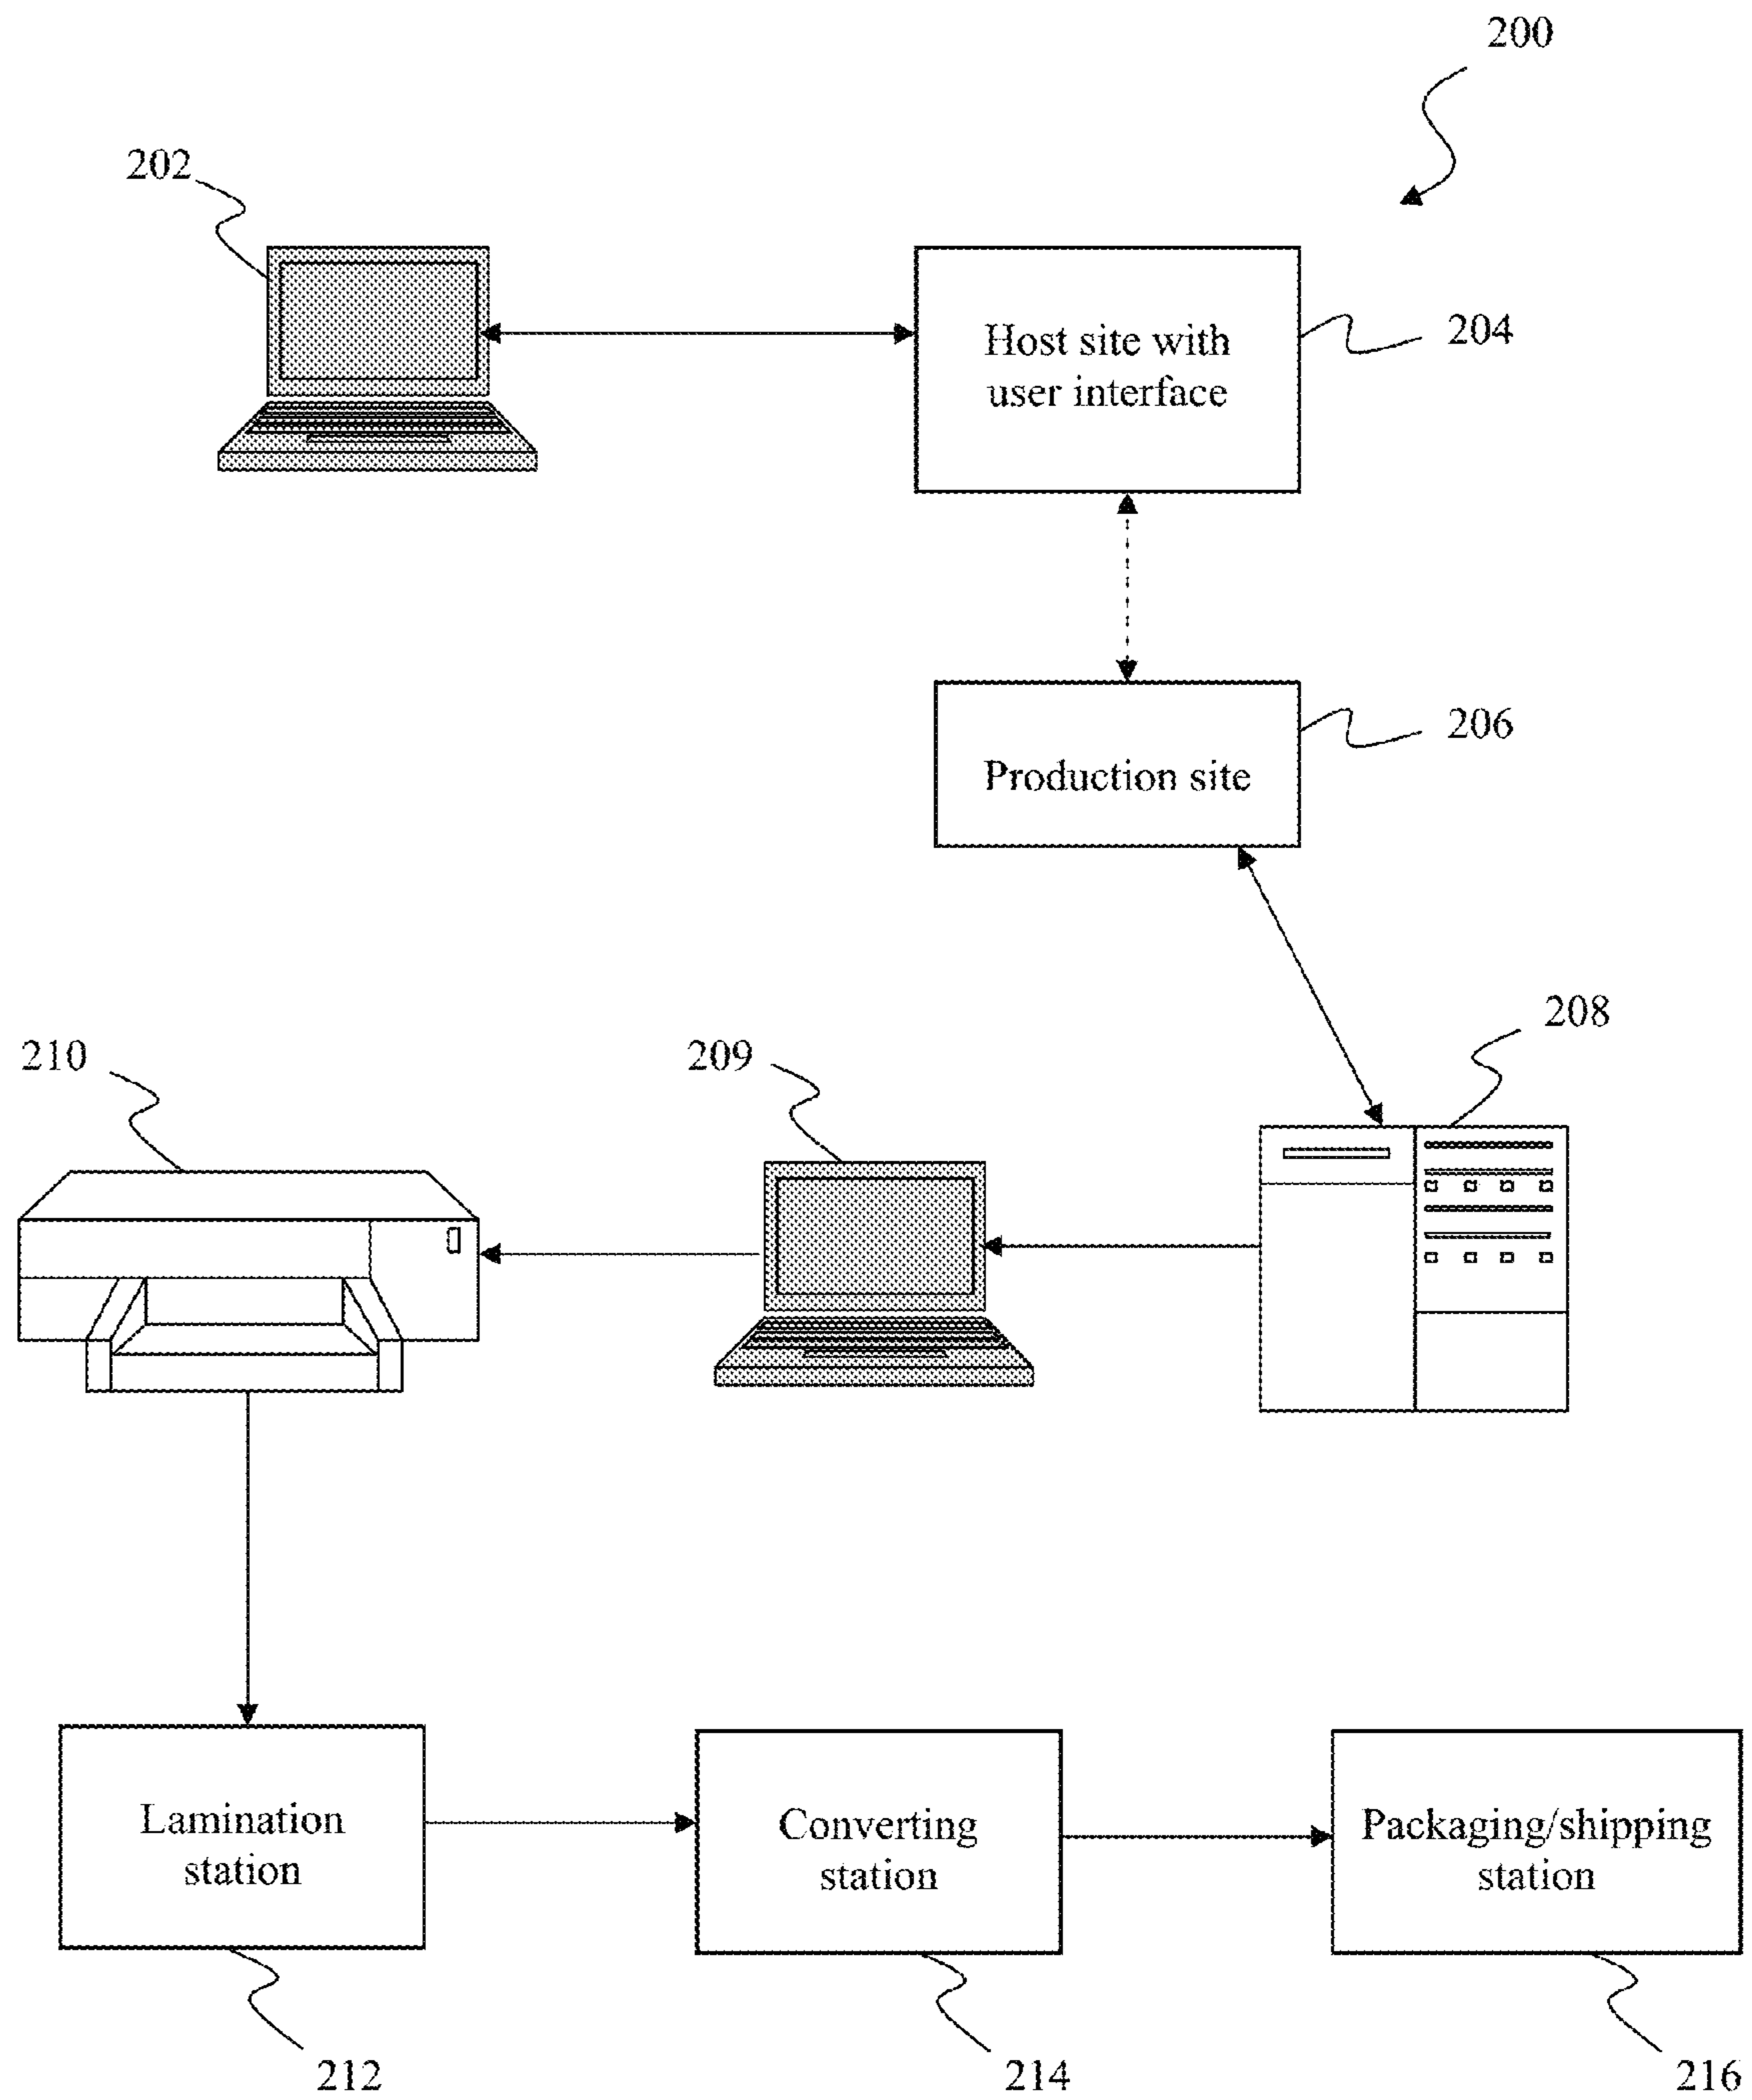 200
202
Host site with
user interface
204
206
Production site
208
209
210
Lamination
station
Converting
station
Packaging/shipping
station
212
214
216